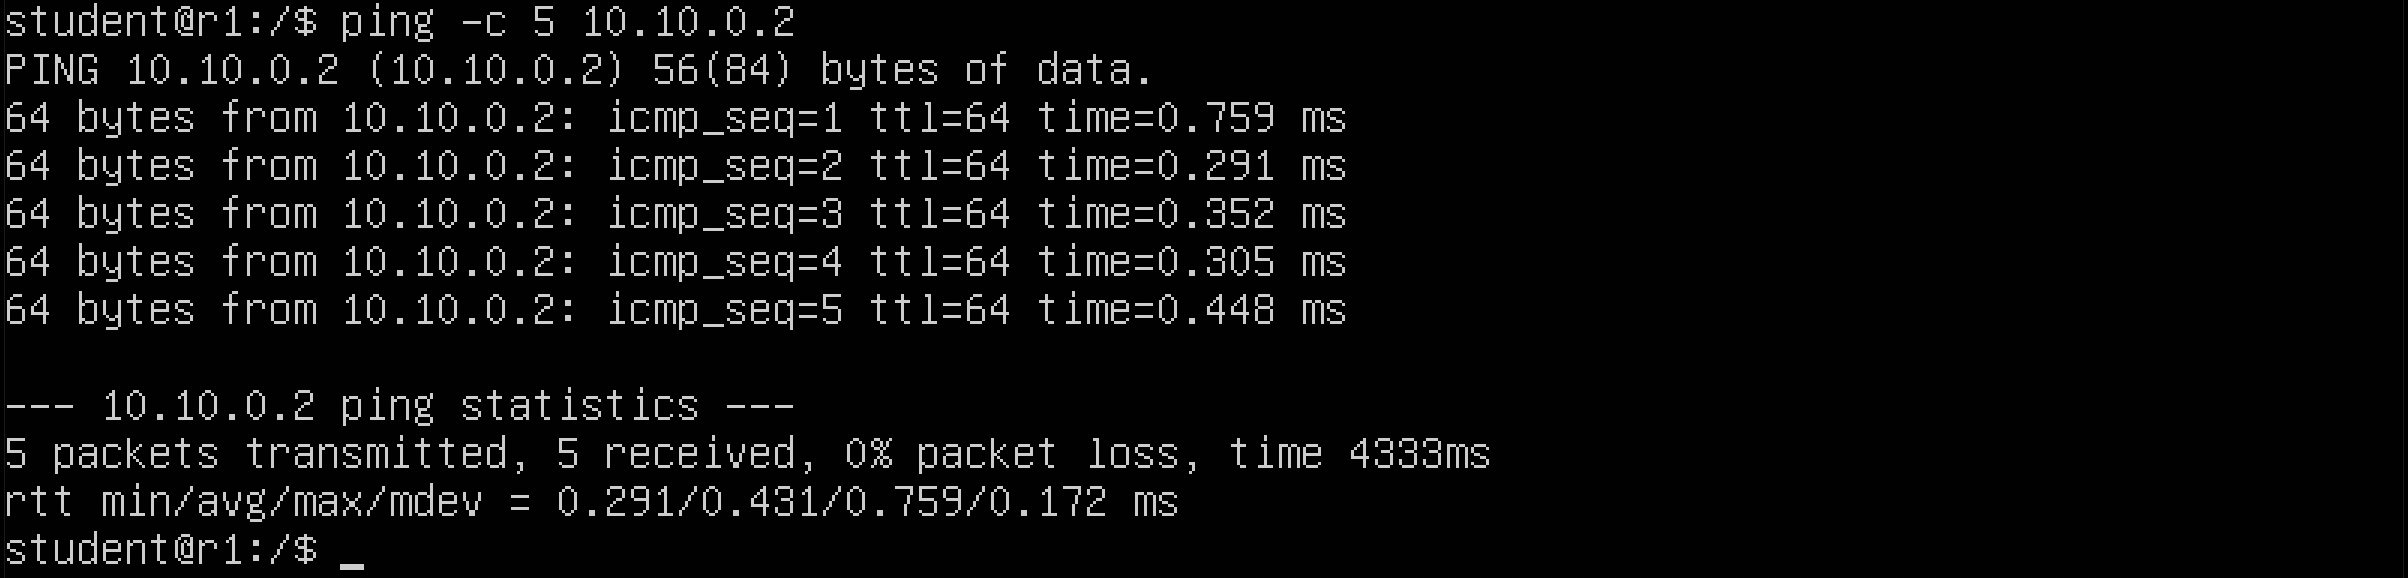 student@r1:/$ ping -c 5 10.10.0.2
PING 10.10.0.2 (10.10.0.2) 56(84) bytes of data.
64 bytes from 10.10.0.2: icmp_seq=1 ttl=64 time=0.759 ms
64 bytes from 10.10.0.2: icmp_seq=2 ttl=64 time=0.291 ms
64 bytes from 10.10.0.2: icmp_seq=3 ttl=64 time=0.352 ms
64 bytes from 10.10.0.2: icmp_seq=4 ttl=64 time=0.305 ms
64 bytes from 10.10.0.2: icmp_seq=5 ttl=64 time=0.448 ms

--- 10.10.0.2 ping statistics ---
5 packets transmitted, 5 received, 0% packet loss, time 4333ms
rtt min/avg/max/mdev = 0.291/0.431/0.759/0.172 ms
student@r1:/$ _